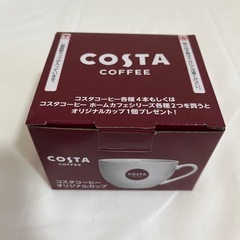 COSTA
COFFEE
コスタコーヒー各種4本もしくは
コスタコーヒー ホームカフェシリーズ各種2つを買うと
オリジナルカップ1個プレゼント!
COSTA
COFFEE
コスタコーヒー
オリジナルカップ
COSTA